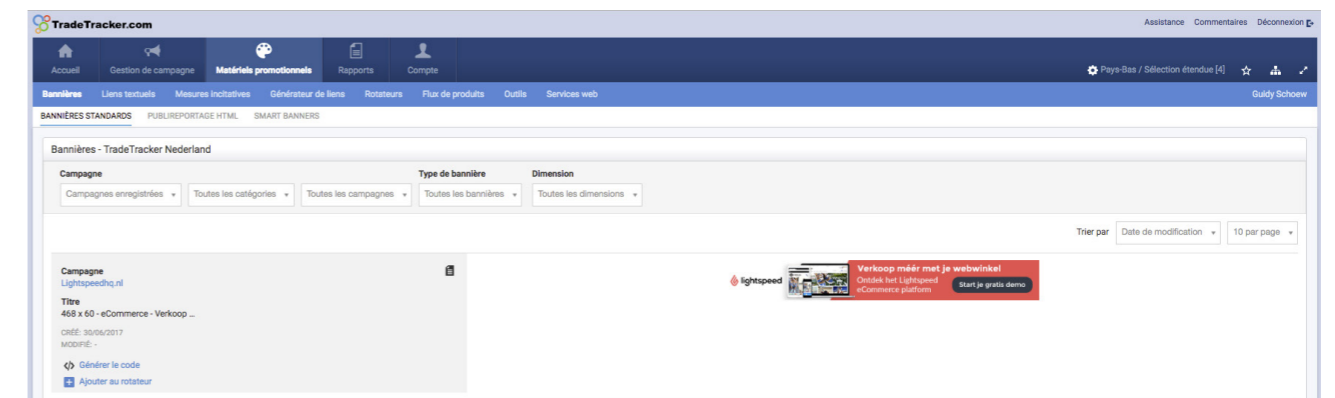 TradeTracker.com
Assistance Commentaires Déconnexion
Accueil Gestion de campagne Matériels promotionnels Rapports Compte
Pays-Bas / Sélection étendue [4]
Bannières Liens textuels Mesures incitatives Générateur de liens Rotateurs Flux de produits Outils Services web
Guidy Schoew
BANNIÈRES STANDARDS PUBLIREPORTAGE HTML SMART BANNERS
Bannières - TradeTracker Nederland
Campagne Type de bannière Dimension
Campagnes enregistrées Toutes les catégories Toutes les campagnes Toutes les bannières Toutes les dimensions
Trier par Date de modification 10 par page
Campagne
Lightspeedhq.nl
Titre
468 x 60 - eCommerce - Verkoop ...
CRÉÉ: 30/06/2017
MODIFIÉ: -
Générer le code
Ajouter au rotateur
lightspeed
Verkoop méér met je webwinkel
Ontdek het Lightspeed
eCommerce platform
Start je gratis demo